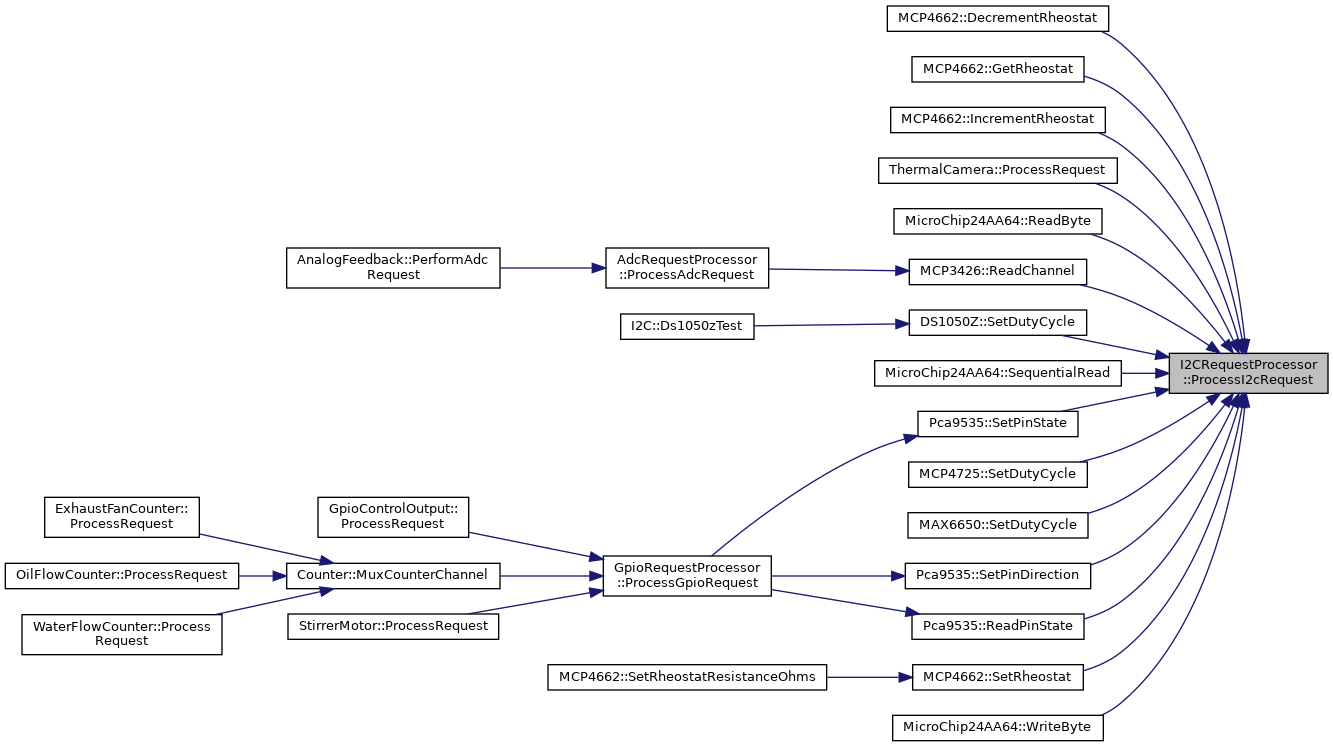 MCP4662::DecrementRheostat
MCP4662::GetRheostat
MCP4662::IncrementRheostat
ThermalCamera::ProcessRequest
MicroChip24AA64::ReadByte
AnalogFeedback::PerformAdc
Request
AdcRequestProcessor
::ProcessAdcRequest
MCP3426::ReadChannel
I2C::Ds1050zTest
DS1050Z::SetDutyCycle
I2CRequestProcessor
::ProcessI2cRequest
MicroChip24AA64::SequentialRead
Pca9535::SetPinState
MCP4725::SetDutyCycle
ExhaustFanCounter::
ProcessRequest
GpioControlOutput::
ProcessRequest
MAX6650::SetDutyCycle
OilFlowCounter::ProcessRequest
Counter::MuxCounterChannel
GpioRequestProcessor
::ProcessGpioRequest
Pca9535::SetPinDirection
WaterFlowCounter::Process
Request
StirrerMotor::ProcessRequest
Pca9535::ReadPinState
MCP4662::SetRheostatResistanceOhms
MCP4662::SetRheostat
MicroChip24AA64::WriteByte